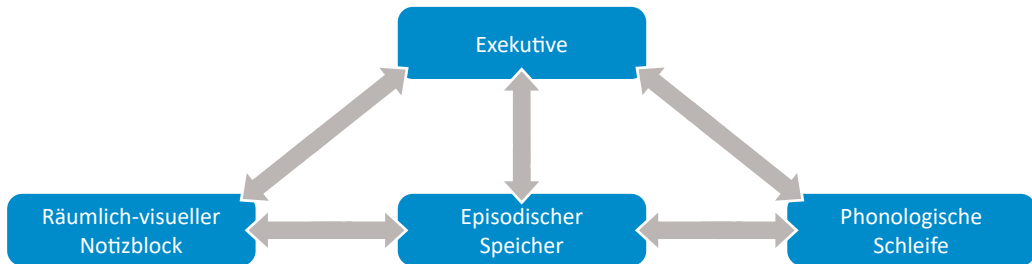 Exekutive
Räumlich-visueller
Notizblock
Episodischer
Speicher
Phonologische
Schleife